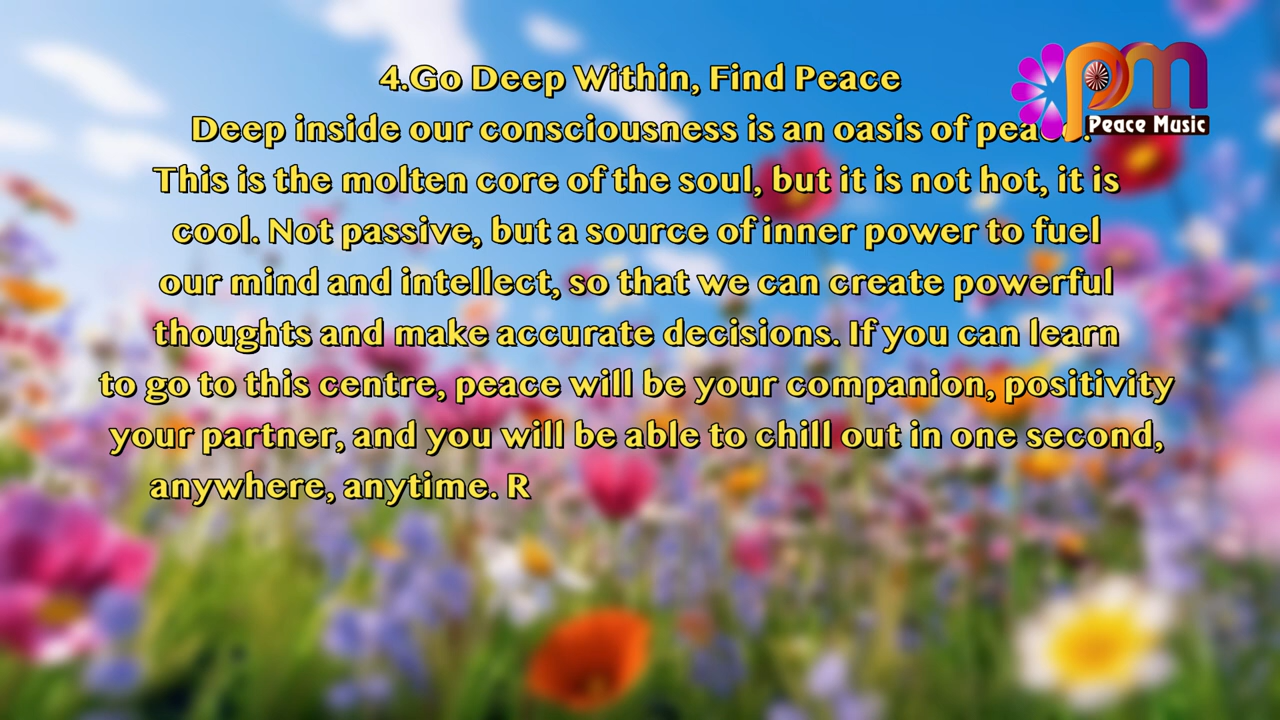 4.Go Deep Within, Find Peace
Deep inside our consciousness is an oasis of
This is the molten core of the soul, but it is not hot, it is
cool. Not passive, but a source of inner power to fuel
our mind and intellect, so that we can create powerful
thoughts and make accurate decisions. If you can learn
to go to this centre, peace will be your companion, positivity
your partner, and you will be able to chill out in one second,
anywhere, anytime. R
pm
Peace Music